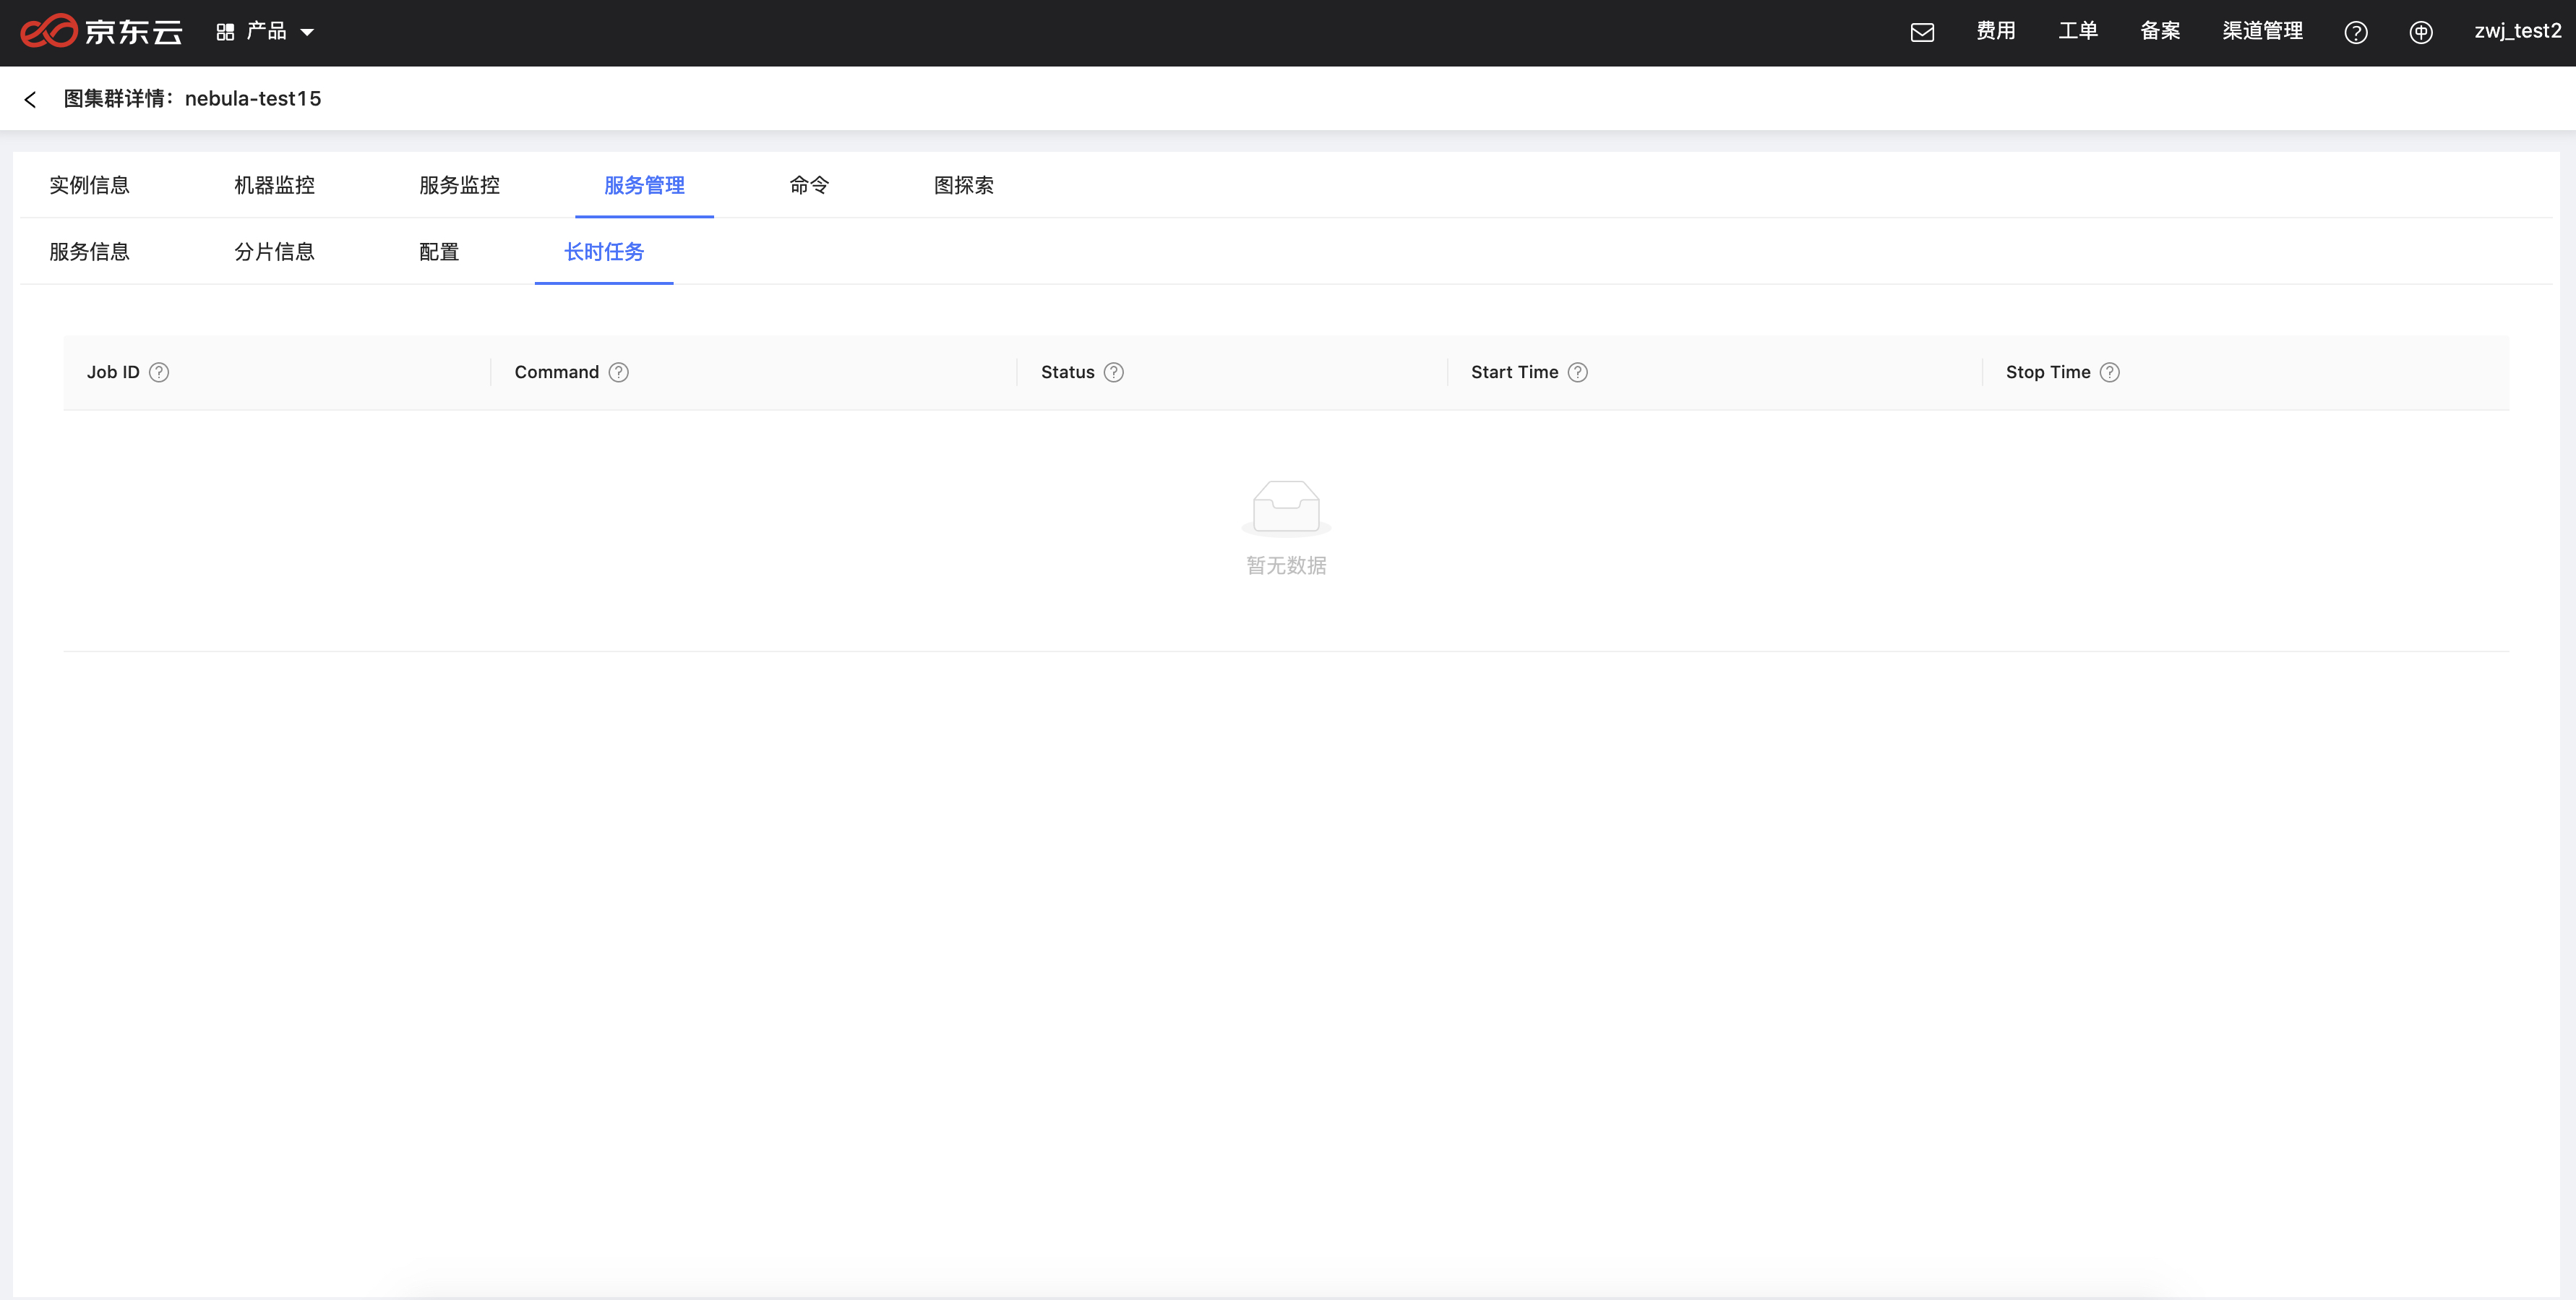 京东云 产品 费用 工单 备案 渠道管理 zwj_test2
图集群详情：nebula-test15
实例信息 机器监控 服务监控 服务管理 命令 图探索
服务信息 分片信息 配置 长时任务
Job ID Command Status Start Time Stop Time
暂无数据